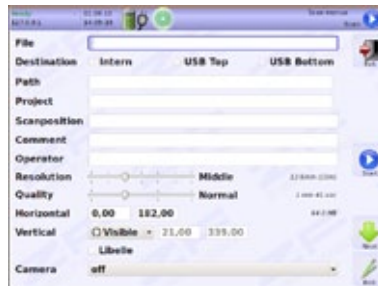 File
Destination Intern USB Top USB Bottom
Path
Project
Scanposition
Comment
Operator
Resolution Middle
Quality Normal
Horizontal 0,00 182,00
Vertical Visible 21,00 339,00
Libelle
Camera off